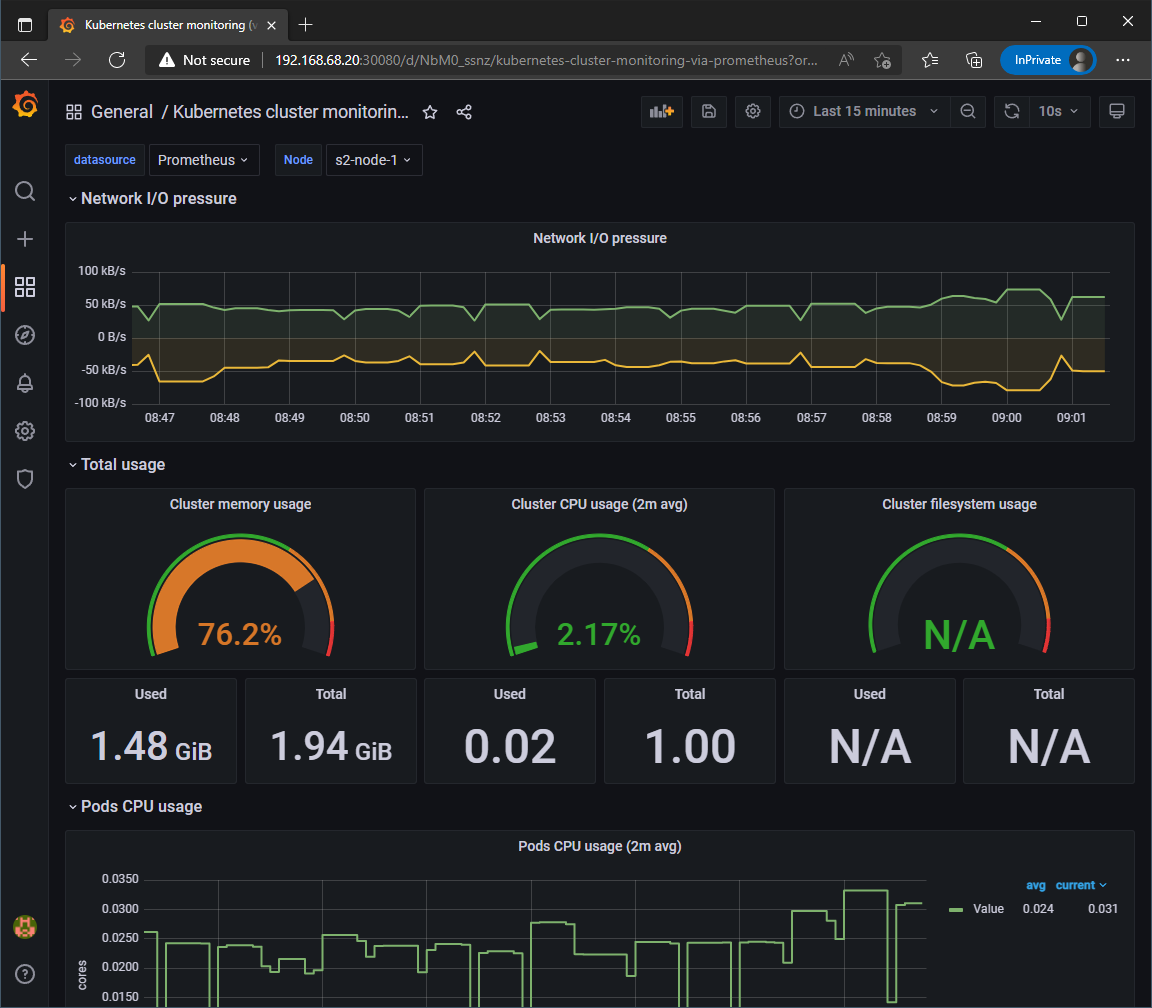 Kubernetes cluster monitoring (v
Not secure
192.168.68.20:30080/d/NbM0_ssnz/kubernetes-cluster-monitoring-via-prometheus?or...
InPrivate
General / Kubernetes cluster monitorin...
Last 15 minutes
10s
datasource Prometheus Node s2-node-1
Network I/O pressure
Network I/O pressure
100 kB/s
50 kB/s
0 B/s
-50 kB/s
-100 kB/s
08:47 08:48 08:49 08:50 08:51 08:52 08:53 08:54 08:55 08:56 08:57 08:58 08:59 09:00 09:01
Total usage
Cluster memory usage
76.2%
Cluster CPU usage (2m avg)
2.17%
Cluster filesystem usage
N/A
Used
1.48 GiB
Total
1.94 GiB
Used
0.02
Total
1.00
Used
N/A
Total
N/A
Pods CPU usage
Pods CPU usage (2m avg)
0.0350
0.0300
0.0250
0.0200
0.0150
cores
avg current
Value 0.024 0.031